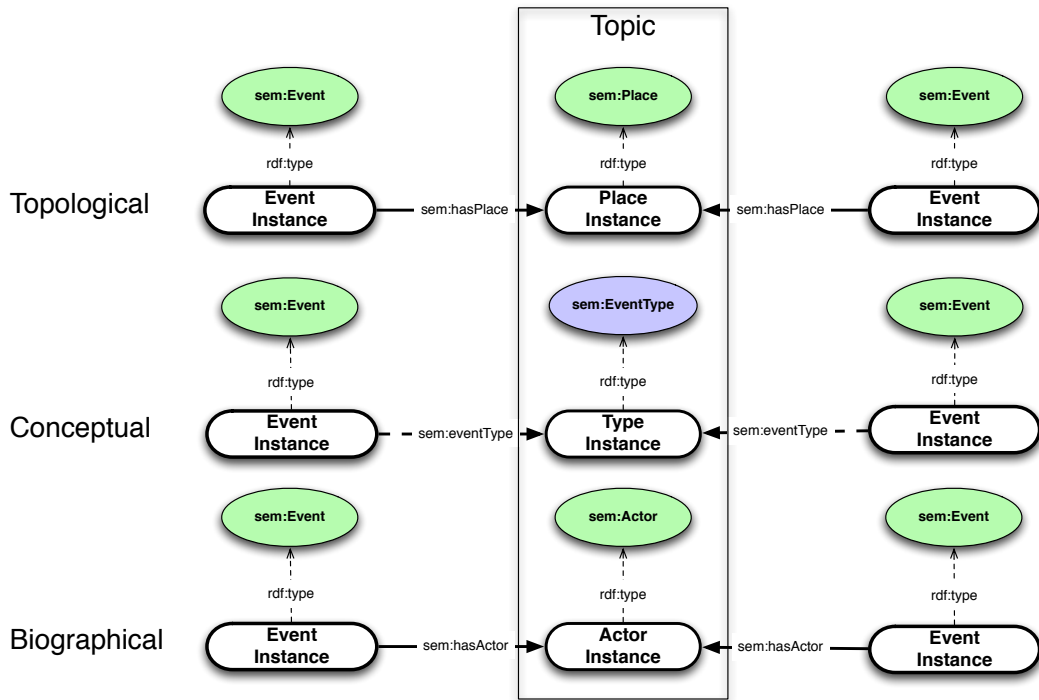 Topic
sem:Event
sem:Place
sem:Event
rdf:type
rdf:type
rdf:type
Topological
Event
Instance
sem:hasPlace
Place
Instance
sem:hasPlace
Event
Instance
sem:Event
sem:EventType
sem:Event
rdf:type
rdf:type
rdf:type
Conceptual
Event
Instance
sem:eventType
Type
Instance
sem:eventType
Event
Instance
sem:Event
sem:Actor
sem:Event
rdf:type
rdf:type
rdf:type
Biographical
Event
Instance
sem:hasActor
Actor
Instance
sem:hasActor
Event
Instance